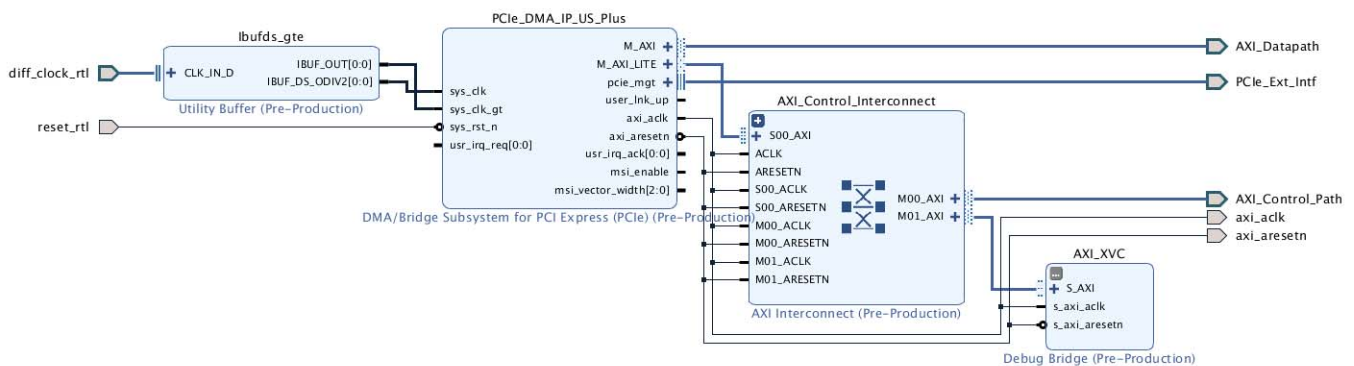 PCIe_DMA_IP_US_Plus
Ibufds_gte
diff_clock_rtl
CLK_IN_D
IBUF_OUT[0:0]
IBUF_DS_ODIV2[0:0]
Utility Buffer (Pre-Production)
reset_rtl
sys_clk
sys_clk_gt
sys_rst_n
usr_irq_req[0:0]
M_AXI
M_AXI_LITE
pcie_mgt
user_lnk_up
axi_aclk
axi_aresetn
usr_irq_ack[0:0]
msi_enable
msi_vector_width[2:0]
DMA/Bridge Subsystem for PCI Express (PCIe) (Pre-Production)
AXI_Control_Interconnect
S00_AXI
ACLK
ARESETN
S00_ACLK
S00_ARESETN
M00_ACLK
M00_ARESETN
M01_ACLK
M01_ARESETN
M00_AXI
M01_AXI
AXI Interconnect (Pre-Production)
AXI_Datapath
PCIe_Ext_Intf
AXI_Control_Path
axi_aclk
axi_aresetn
AXI_XVC
S_AXI
s_axi_aclk
s_axi_aresetn
Debug Bridge (Pre-Production)